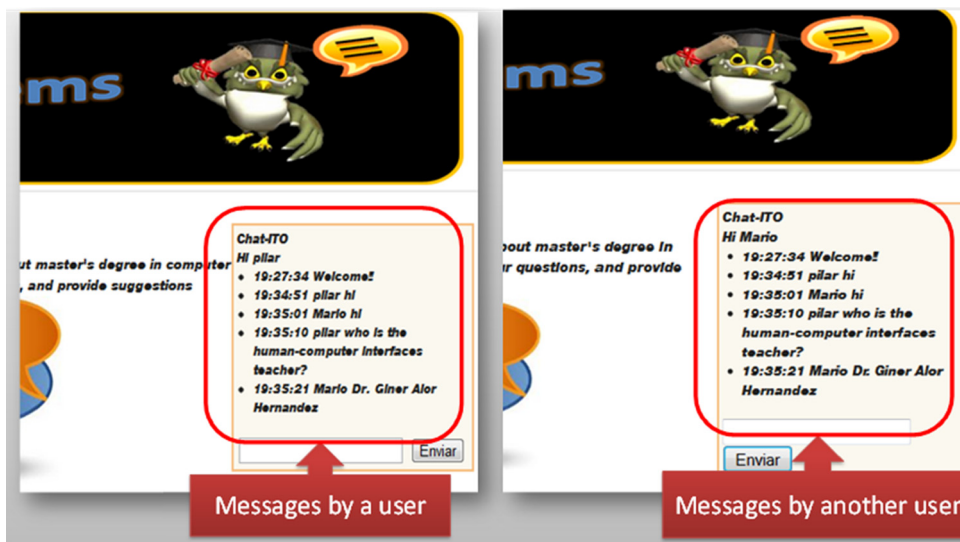 ms
ut master's degree in computer
, and provide suggestions
Chat-ITO
Hi pilar
• 19:27:34 Welcome!
• 19:34:51 pilar hi
• 19:35:01 Mario hi
• 19:35:10 pilar who is the
human-computer interfaces
teacher?
• 19:35:21 Mario Dr. Giner Alor
Hernandez
Enviar
Messages by a user
ms
out master's degree in
r questions, and provide
Chat-ITO
Hi Mario
• 19:27:34 Welcome!
• 19:34:51 pilar hi
• 19:35:01 Mario hi
• 19:35:10 pilar who is the
human-computer interfaces
teacher?
• 19:35:21 Mario Dr. Giner Alor
Hernandez
Enviar
Messages by another user